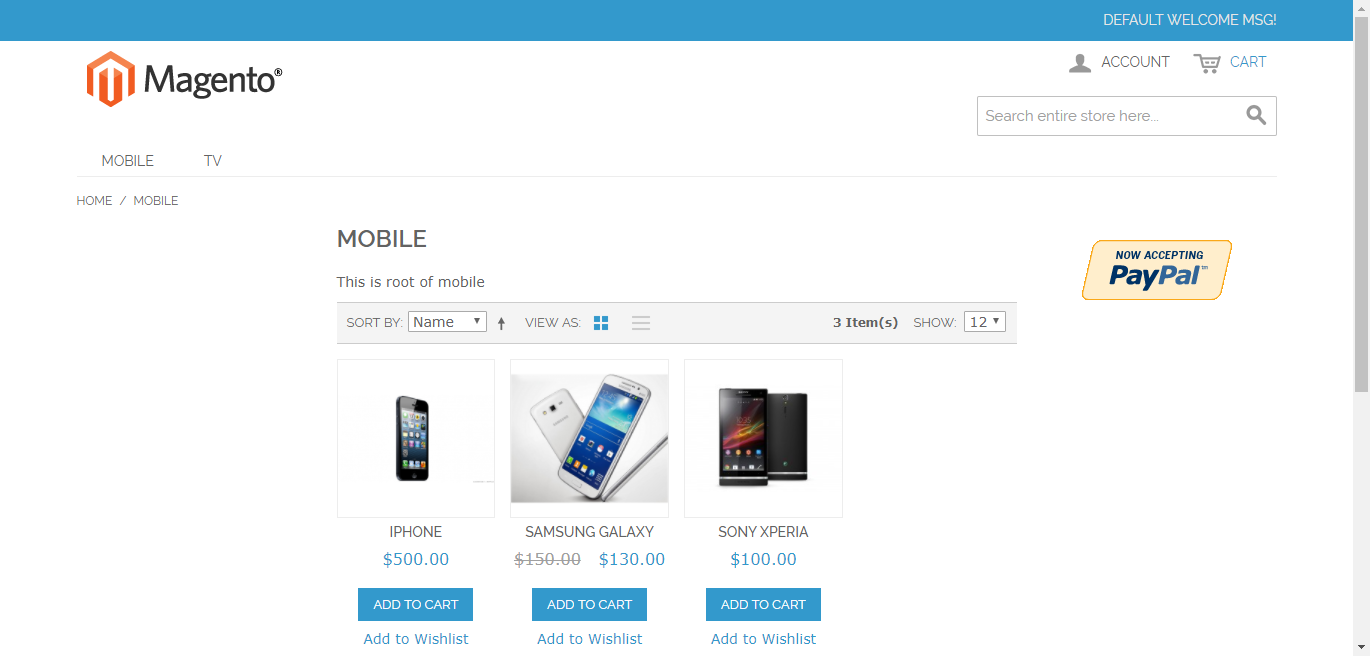 DEFAULT WELCOME MSG!
Magento®
ACCOUNT CART
Search entire store here...
MOBILE TV
HOME / MOBILE
MOBILE
NOW ACCEPTING
PayPal™
This is root of mobile
SORT BY: Name VIEW AS: 3 Item(s) SHOW: 12
IPHONE SAMSUNG GALAXY SONY XPERIA
$500.00 $150.00 $130.00 $100.00
ADD TO CART ADD TO CART ADD TO CART
Add to Wishlist Add to Wishlist Add to Wishlist